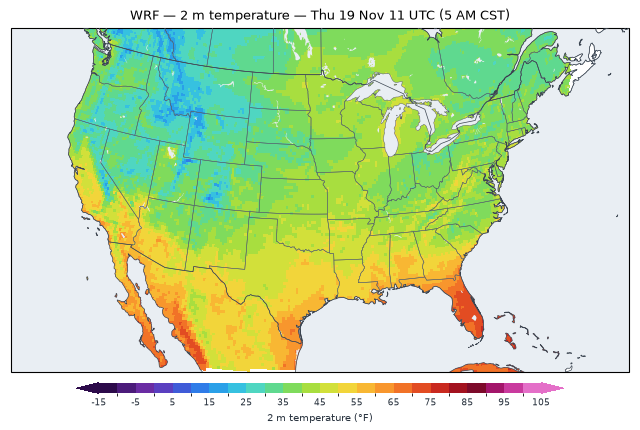 WRF — 2 m temperature — Thu 19 Nov 11 UTC (5 AM CST)
-15 -5 5 15 25 35 45 55 65 75 85 95 105
2 m temperature (°F)